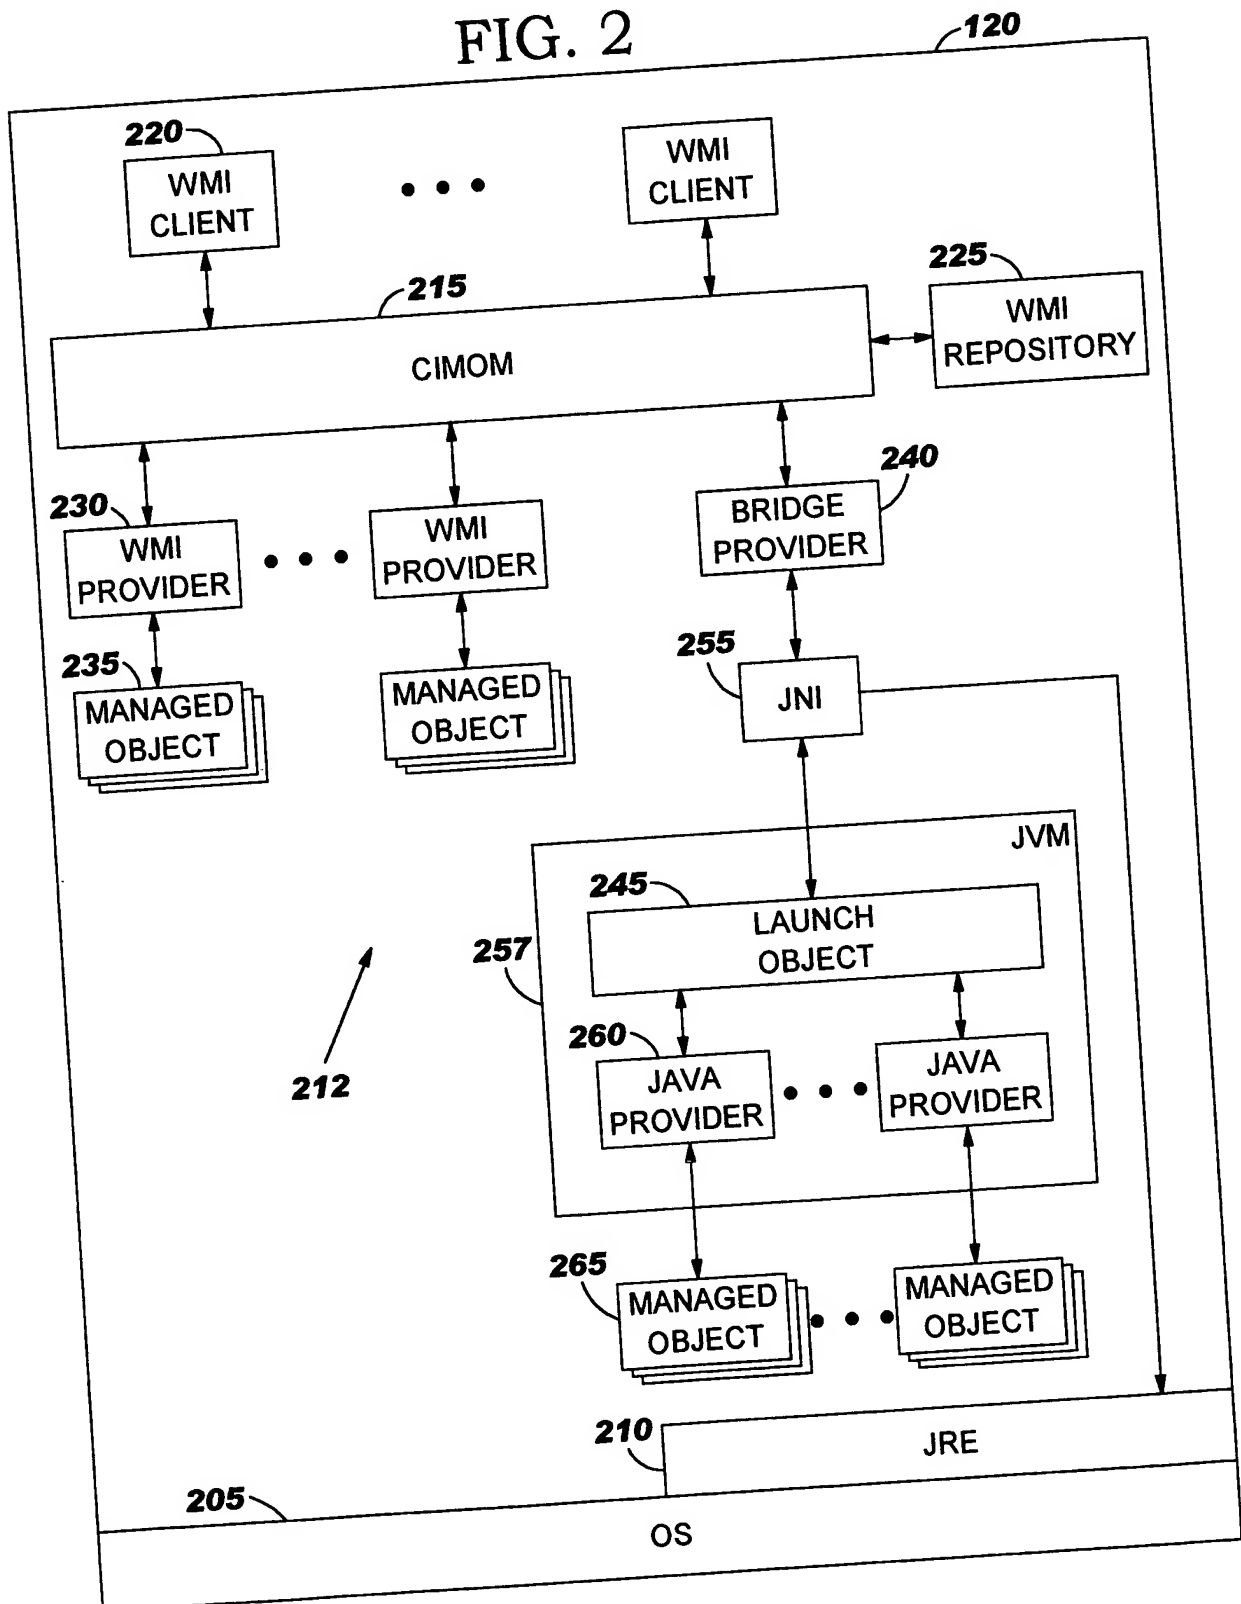 FIG. 2
120
220
WMI
CLIENT
WMI
CLIENT
215
225
CIMOM
WMI
REPOSITORY
230
240
WMI
PROVIDER
WMI
PROVIDER
BRIDGE
PROVIDER
235
255
MANAGED
OBJECT
MANAGED
OBJECT
JNI
JVM
245
LAUNCH
OBJECT
257
260
212
JAVA
PROVIDER
JAVA
PROVIDER
265
MANAGED
OBJECT
MANAGED
OBJECT
210
JRE
205
OS